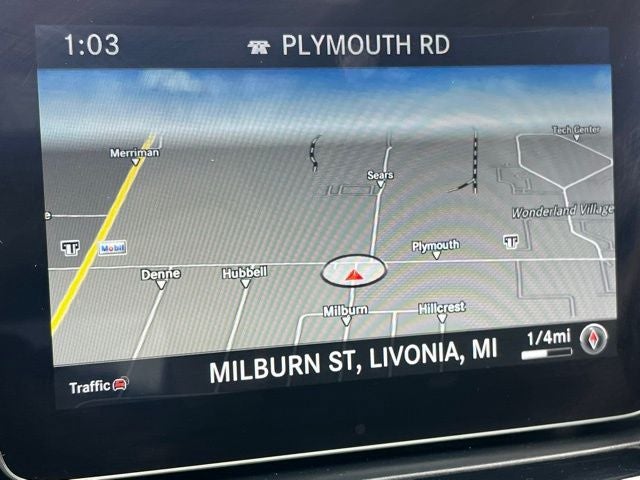 1:03 PLYMOUTH RD
Tech Center
Merriman
Sears
Wonderland Village
e
Mobil
Plymouth
Denne
Hubbell
Milburn
Hillcrest
1/4mi
MILBURN ST, LIVONIA, MI
Traffic